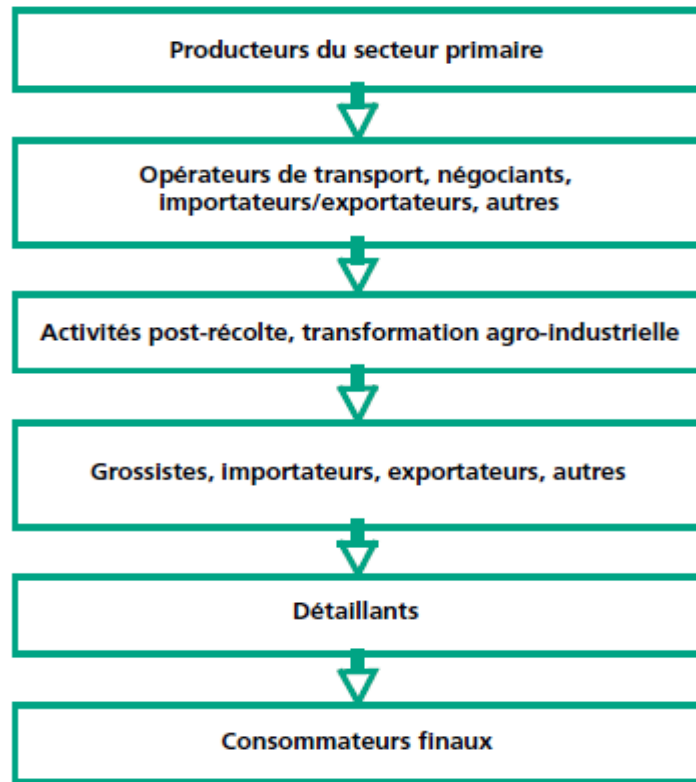 Producteurs du secteur primaire
Opérateurs de transport, négociants,
importateurs/exportateurs, autres
Activités post-récolte, transformation agro-industrielle
Grossistes, importateurs, exportateurs, autres
Détaillants
Consommateurs finaux